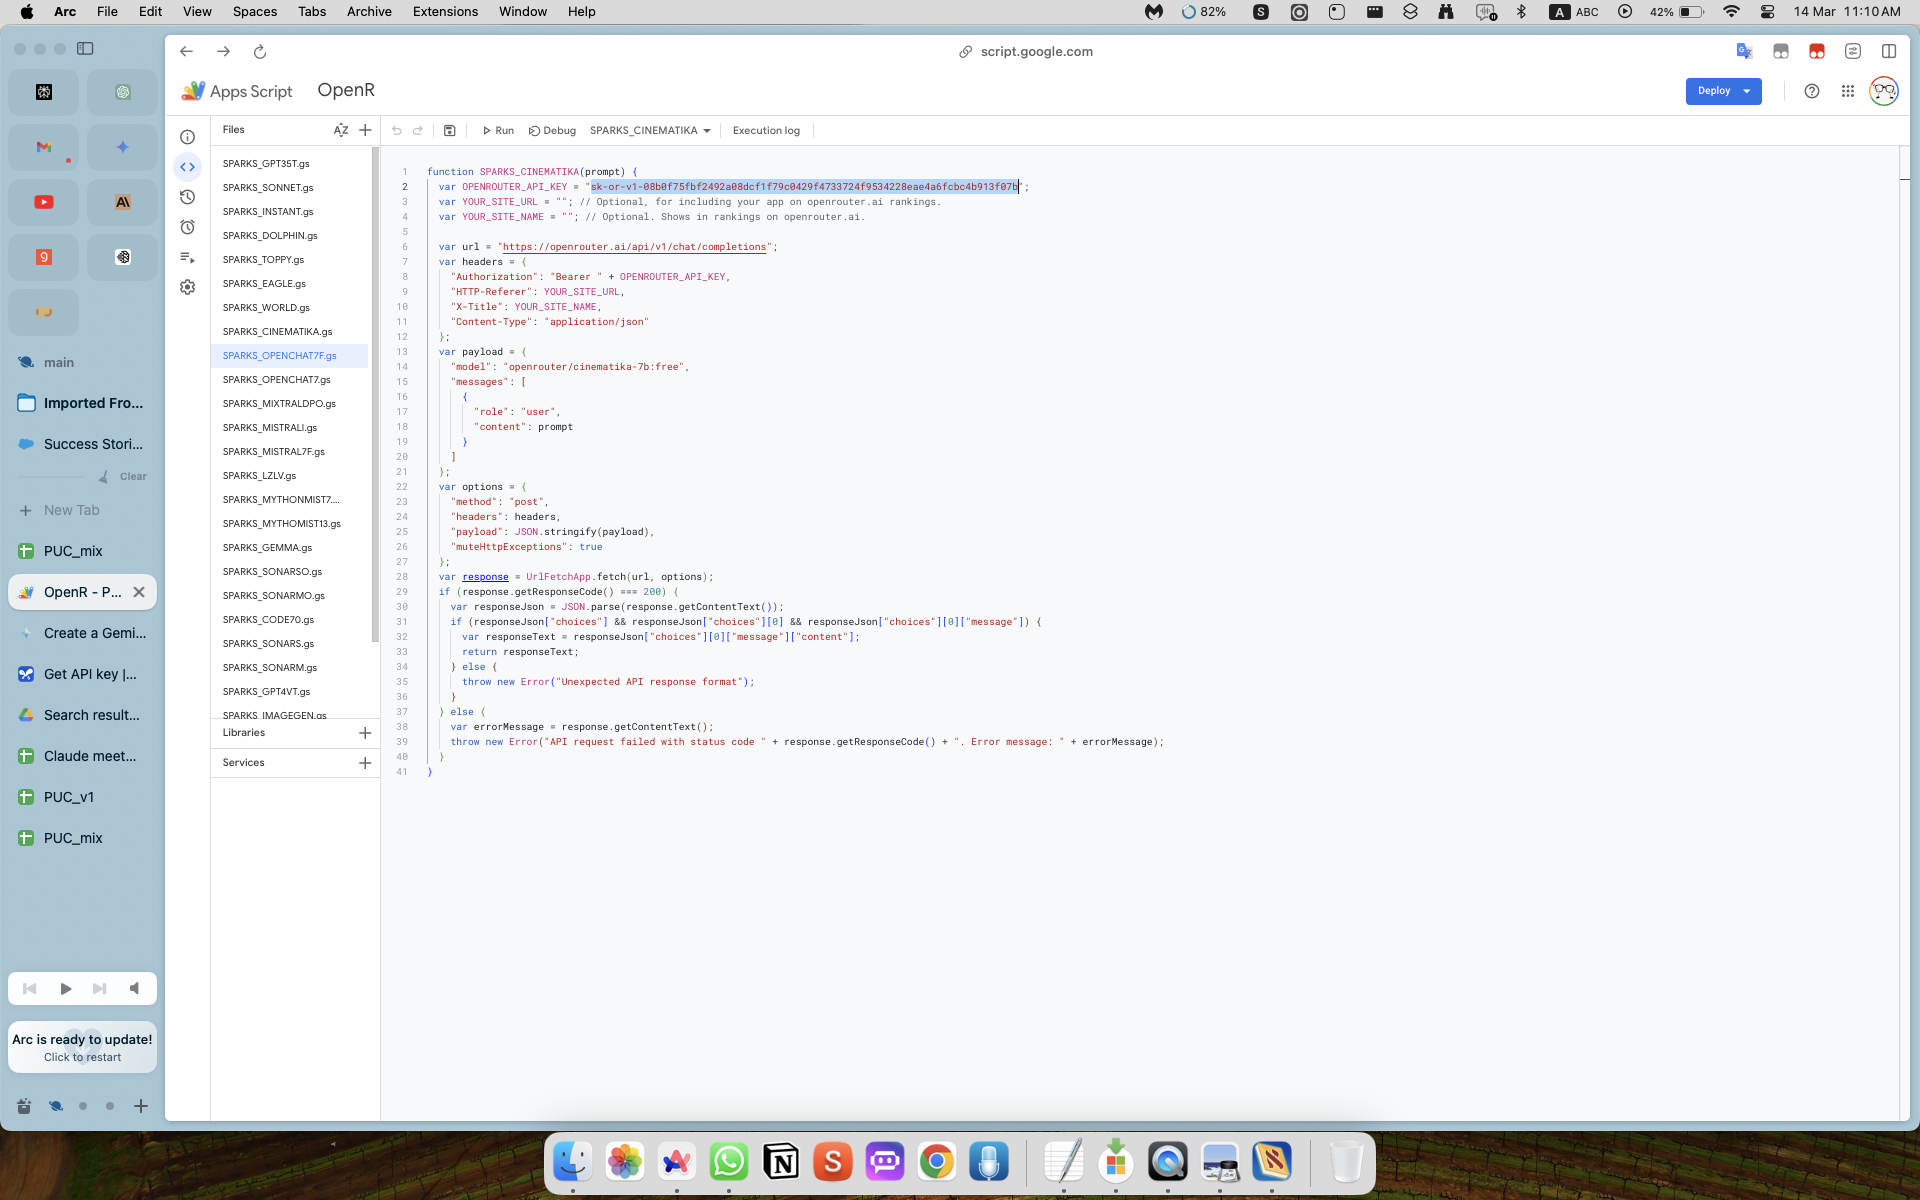 Arc File Edit View Spaces Tabs Archive Extensions Window Help
82% S A ABC 42% 14 Mar 11:10 AM
script.google.com
Apps Script OpenR
Deploy
Files AZ
Run Debug SPARKS_CINEMATIKA Execution log
main
Imported Fro...
Success Stori...
Clear
New Tab
PUC_mix
OpenR - P...
Create a Gemi...
Get API key |...
Search result...
Claude meet...
PUC_v1
PUC_mix
Arc is ready to update!
Click to restart
SPARKS_GPT35T.gs
SPARKS_SONNET.gs
SPARKS_INSTANT.gs
SPARKS_DOLPHIN.gs
SPARKS_TOPPY.gs
SPARKS_EAGLE.gs
SPARKS_WORLD.gs
SPARKS_CINEMATIKA.gs
SPARKS_OPENCHAT7F.gs
SPARKS_OPENCHAT7.gs
SPARKS_MIXTRALDPO.gs
SPARKS_MISTRALI.gs
SPARKS_MISTRAL7F.gs
SPARKS_LZLV.gs
SPARKS_MYTHONMIST7....
SPARKS_MYTHOMIST13.gs
SPARKS_GEMMA.gs
SPARKS_SONARSO.gs
SPARKS_SONARMO.gs
SPARKS_CODE70.gs
SPARKS_SONARS.gs
SPARKS_SONARM.gs
SPARKS_GPT4VT.gs
SPARKS_IMAGEGEN.gs
Libraries
Services
1 function SPARKS_CINEMATIKA(prompt) {
2 var OPENROUTER_API_KEY = "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";
3 var YOUR_SITE_URL = ""; // Optional, for including your app on openrouter.ai rankings.
4 var YOUR_SITE_NAME = ""; // Optional. Shows in rankings on openrouter.ai.
5
6 var url = "https://openrouter.ai/api/v1/chat/completions";
7 var headers = {
8 "Authorization": "Bearer " + OPENROUTER_API_KEY,
9 "HTTP-Referer": YOUR_SITE_URL,
10 "X-Title": YOUR_SITE_NAME,
11 "Content-Type": "application/json"
12 };
13 var payload = {
14 "model": "openrouter/cinematika-7b:free",
15 "messages": [
16 {
17 "role": "user",
18 "content": prompt
19 }
20 ]
21 };
22 var options = {
23 "method": "post",
24 "headers": headers,
25 "payload": JSON.stringify(payload),
26 "muteHttpExceptions": true
27 };
28 var response = UrlFetchApp.fetch(url, options);
29 if (response.getResponseCode() === 200) {
30 var responseJson = JSON.parse(response.getContentText());
31 if (responseJson["choices"] && responseJson["choices"][0] && responseJson["choices"][0]["message"]) {
32 var responseText = responseJson["choices"][0]["message"]["content"];
33 return responseText;
34 } else {
35 throw new Error("Unexpected API response format");
36 }
37 } else {
38 var errorMessage = response.getContentText();
39 throw new Error("API request failed with status code " + response.getResponseCode() + ". Error message: " + errorMessage);
40 }
41 }